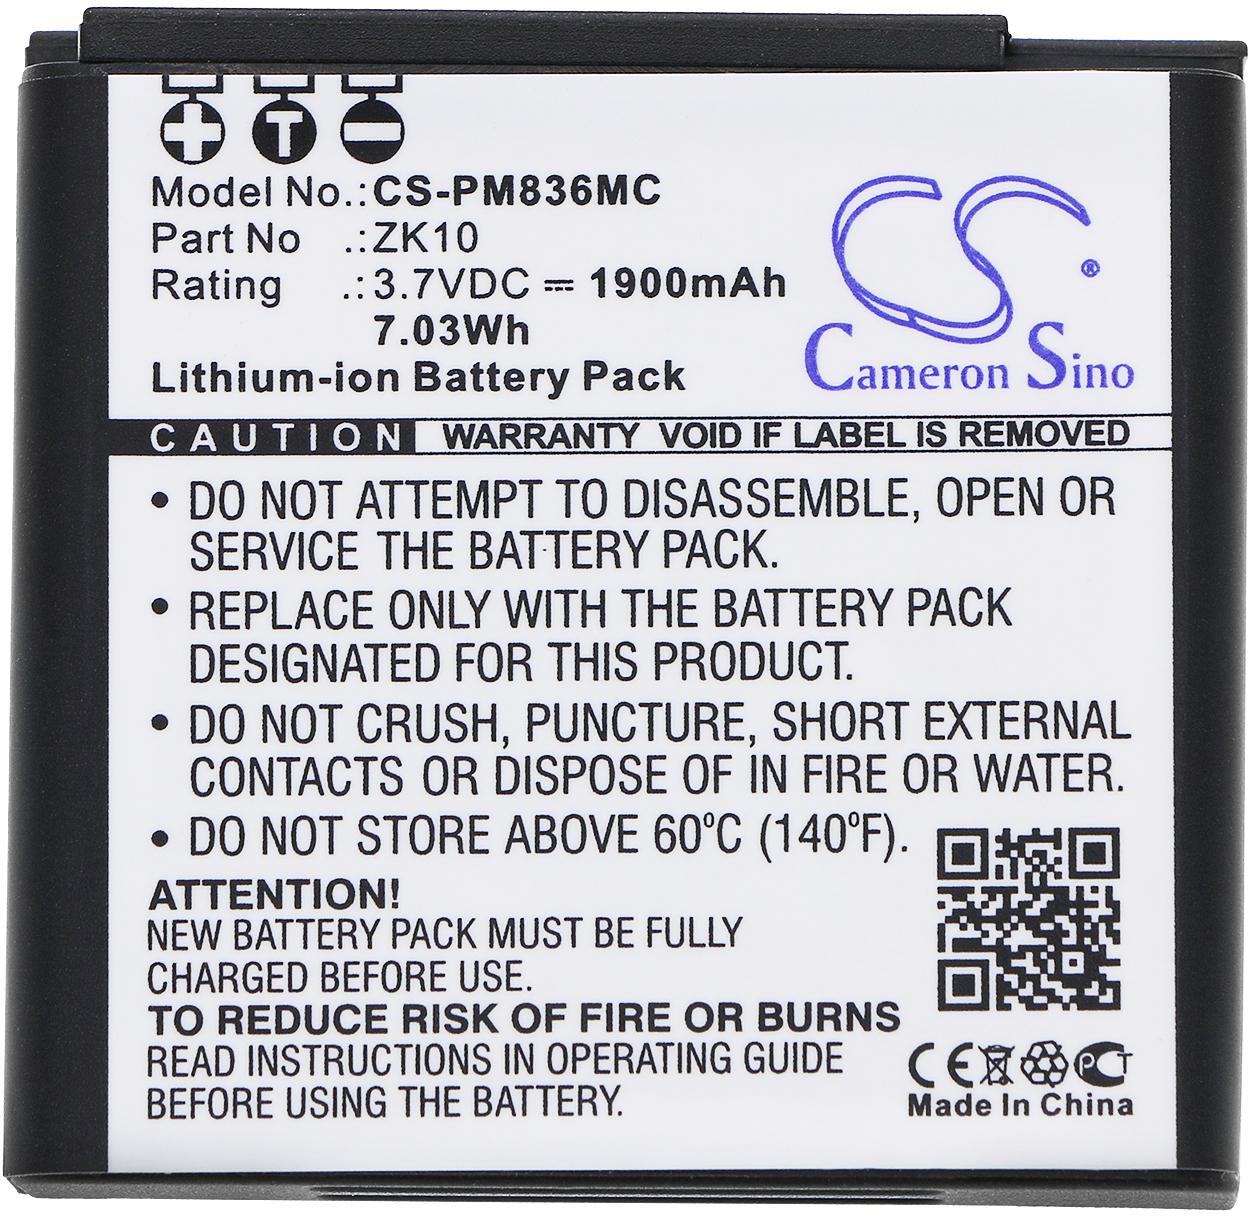 T
Model No.:CS-PM836MC
Part No .:ZK10
Rating .:3.7VDC ⎓ 1900mAh
7.03Wh
Lithium-ion Battery Pack
CS
®
Cameron Sino
CAUTION WARRANTY VOID IF LABEL IS REMOVED
• DO NOT ATTEMPT TO DISASSEMBLE, OPEN OR
SERVICE THE BATTERY PACK.
• REPLACE ONLY WITH THE BATTERY PACK
DESIGNATED FOR THIS PRODUCT.
• DO NOT CRUSH, PUNCTURE, SHORT EXTERNAL
CONTACTS OR DISPOSE OF IN FIRE OR WATER.
• DO NOT STORE ABOVE 60ºC (140ºF).
ATTENTION!
NEW BATTERY PACK MUST BE FULLY
CHARGED BEFORE USE.
TO REDUCE RISK OF FIRE OR BURNS
READ INSTRUCTIONS IN OPERATING GUIDE
BEFORE USING THE BATTERY.
CE PCT
Made In China